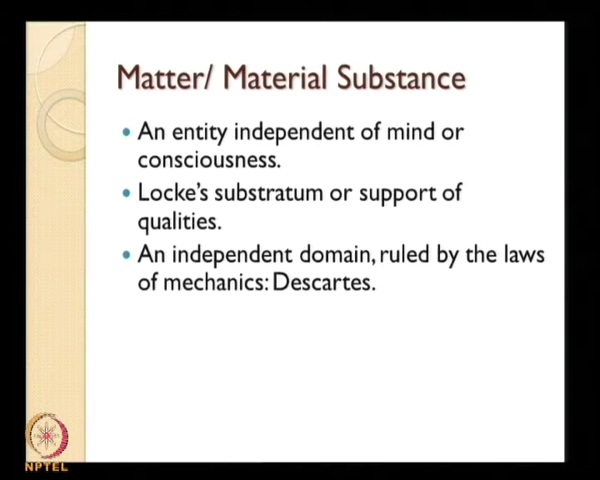 Matter/ Material Substance
• An entity independent of mind or
consciousness.
• Locke's substratum or support of
qualities.
• An independent domain, ruled by the laws
of mechanics: Descartes.
NPTEL